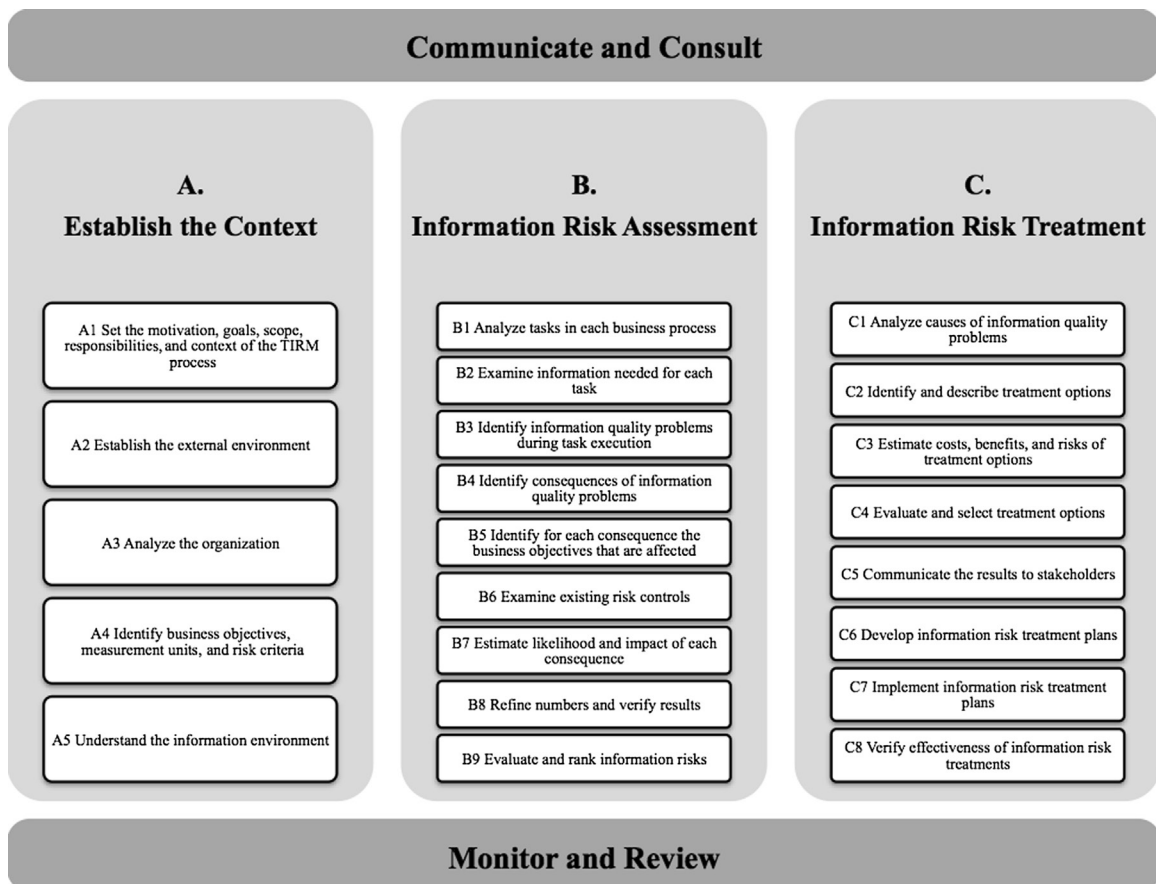 Communicate and Consult
A.
Establish the Context
A1 Set the motivation, goals, scope,
responsibilities, and context of the TIRM
process
A2 Establish the external environment
A3 Analyze the organization
A4 Identify business objectives,
measurement units, and risk criteria
A5 Understand the information environment
B.
Information Risk Assessment
B1 Analyze tasks in each business process
B2 Examine information needed for each
task
B3 Identify information quality problems
during task execution
B4 Identify consequences of information
quality problems
B5 Identify for each consequence the
business objectives that are affected
B6 Examine existing risk controls
B7 Estimate likelihood and impact of each
consequence
B8 Refine numbers and verify results
B9 Evaluate and rank information risks
C.
Information Risk Treatment
C1 Analyze causes of information quality
problems
C2 Identify and describe treatment options
C3 Estimate costs, benefits, and risks of
treatment options
C4 Evaluate and select treatment options
C5 Communicate the results to stakeholders
C6 Develop information risk treatment plans
C7 Implement information risk treatment
plans
C8 Verify effectiveness of information risk
treatments
Monitor and Review